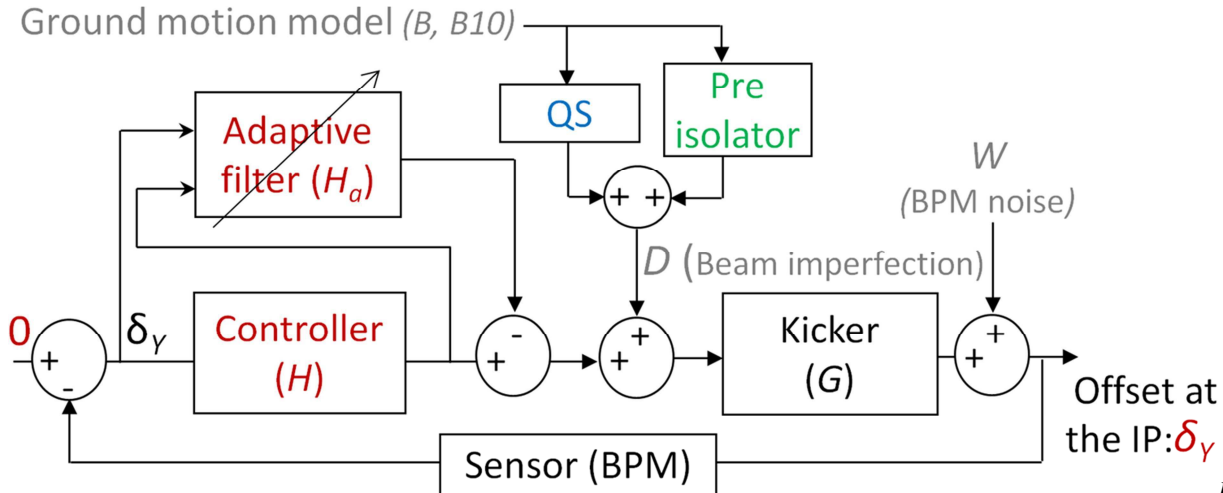 Ground motion model (B, B10)
Adaptive
filter (Hₐ)
QS
Pre
isolator
+ +
W
(BPM noise)
D (Beam imperfection)
0
+
-
δY
Controller
(H)
-
+
+
+
Kicker
(G)
+
+
Offset at
the IP:δY
Sensor (BPM)